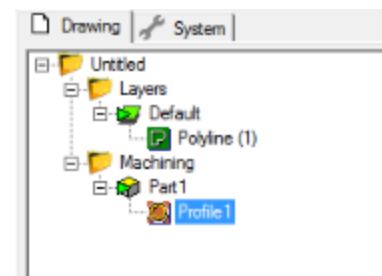 Drawing System
Untitled
Layers
Default
Polyline (1)
Machining
Part1
Profile1